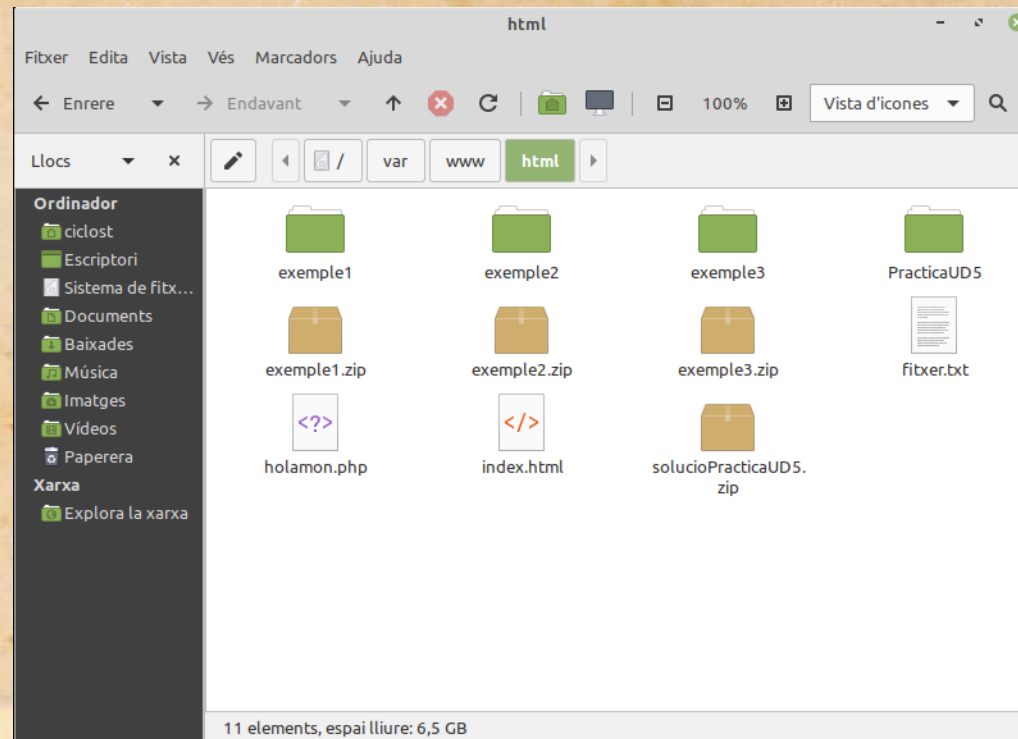 html
Fitxer Edita Vista Vés Marcadors Ajuda
Enrere Endavant 100% Vista d'icones
Llocs / var www html
Ordinador
ciclost
Escriptori
Sistema de fitx...
Documents
Baixades
Música
Imatges
Vídeos
Paperera
Xarxa
Explora la xarxa
exemple1 exemple2 exemple3 PracticaUD5
exemple1.zip exemple2.zip exemple3.zip fitxer.txt
<?> </>
holamon.php index.html solucioPracticaUD5.
zip
11 elements, espai lliure: 6,5 GB